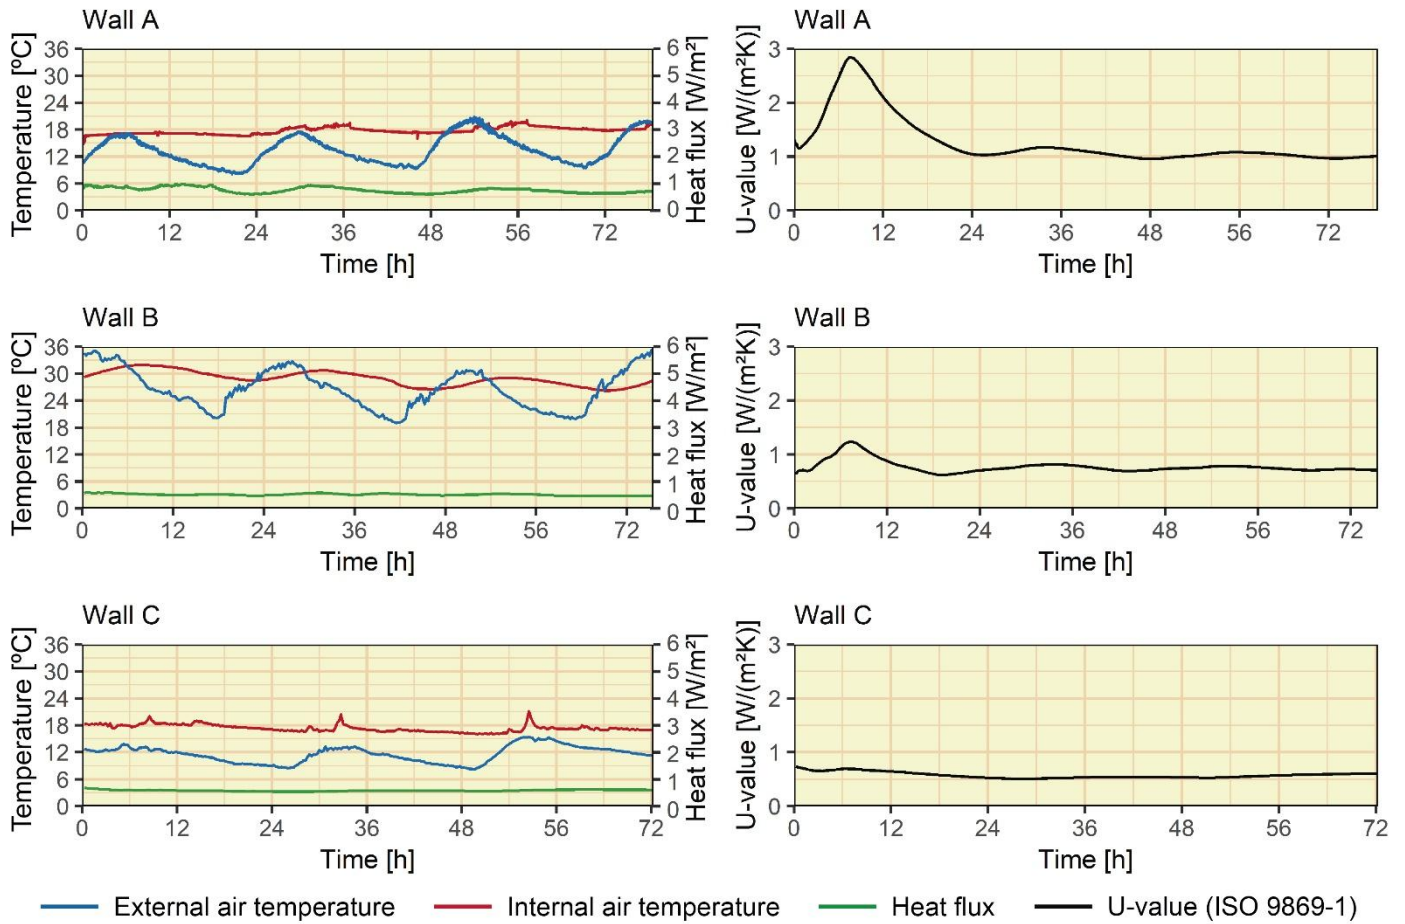 Wall A
Temperature [ºC]
36
30
24
18
12
6
0
6
5
4
3
2
1
0
Heat flux [W/m²]
0 12 24 36 48 56 72
Time [h]
Wall A
U-value [W/(m²K)]
3
2
1
0
0 12 24 36 48 56 72
Time [h]
Wall B
Temperature [ºC]
36
30
24
18
12
6
0
6
5
4
3
2
1
0
Heat flux [W/m²]
0 12 24 36 48 56 72
Time [h]
Wall B
U-value [W/(m²K)]
3
2
1
0
0 12 24 36 48 56 72
Time [h]
Wall C
Temperature [ºC]
36
30
24
18
12
6
0
6
5
4
3
2
1
0
Heat flux [W/m²]
0 12 24 36 48 56 72
Time [h]
Wall C
U-value [W/(m²K)]
3
2
1
0
0 12 24 36 48 56 72
Time [h]
External air temperature Internal air temperature Heat flux U-value (ISO 9869-1)